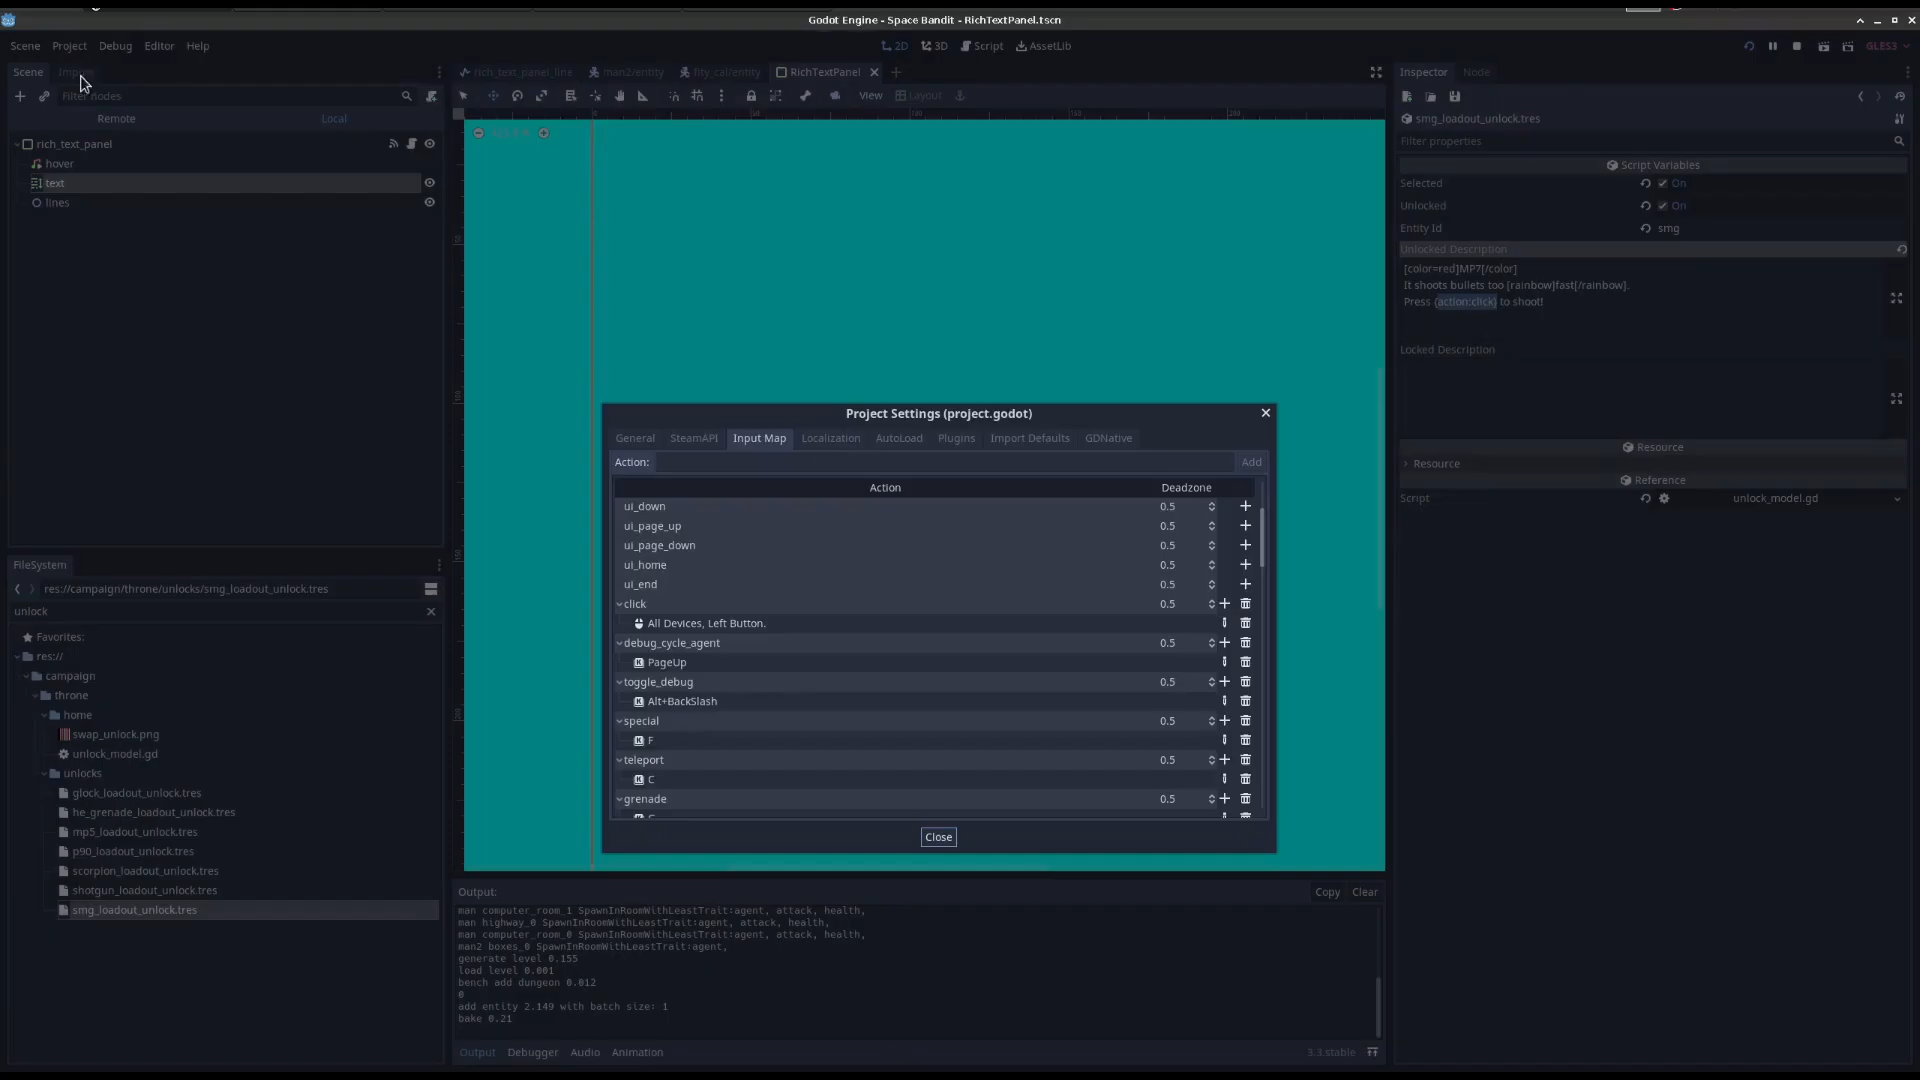 Godot Engine - Space Bandit - RichTextPanel.tscn
Scene Project Debug Editor Help
2D 3D Script AssetLib
GLES3
Scene Import
rich_text_panel_line man2/entity RichTextPanel
Inspector Node
Filter nodes
View Layout
Remote Local
smg_loadout_unlock.tres
Filter properties
rich_text_panel
hover
text
lines
Script Variables
Selected On
Unlocked On
Entity Id smg
Unlocked Description
[color=red]MP7[/color]
It shoots bullets too [rainbow]fast[/rainbow].
Press {action:click} to shoot!
Locked Description
Resource
Resource
Reference
Script unlock_model.gd
Project Settings (project.godot)
General SteamAPI Input Map Localization AutoLoad Plugins Import Defaults GDNative
Action: Add
Action Deadzone
ui_down 0.5
ui_page_up 0.5
ui_page_down 0.5
ui_home 0.5
ui_end 0.5
click 0.5
All Devices, Left Button.
debug_cycle_agent 0.5
PageUp
toggle_debug 0.5
Alt+BackSlash
special 0.5
F
teleport 0.5
C
grenade 0.5
Close
FileSystem
res://campaign/throne/unlocks/smg_loadout_unlock.tres
unlock
Favorites:
res://
campaign
throne
home
swap_unlock.png
unlock_model.gd
unlocks
glock_loadout_unlock.tres
he_grenade_loadout_unlock.tres
mp5_loadout_unlock.tres
p90_loadout_unlock.tres
scorpion_loadout_unlock.tres
shotgun_loadout_unlock.tres
smg_loadout_unlock.tres
Output: Copy Clear
man computer_room_1 SpawnInRoomWithLeastTrait:agent, attack, health,
man highway_0 SpawnInRoomWithLeastTrait:agent, attack, health,
man computer_room_0 SpawnInRoomWithLeastTrait:agent, attack, health,
man2 boxes_0 SpawnInRoomWithLeastTrait:agent,
generate level 0.155
load level 0.001
bench add dungeon 0.012
0
add entity 2.149 with batch size: 1
bake 0.21
Output Debugger Audio Animation 3.3.stable